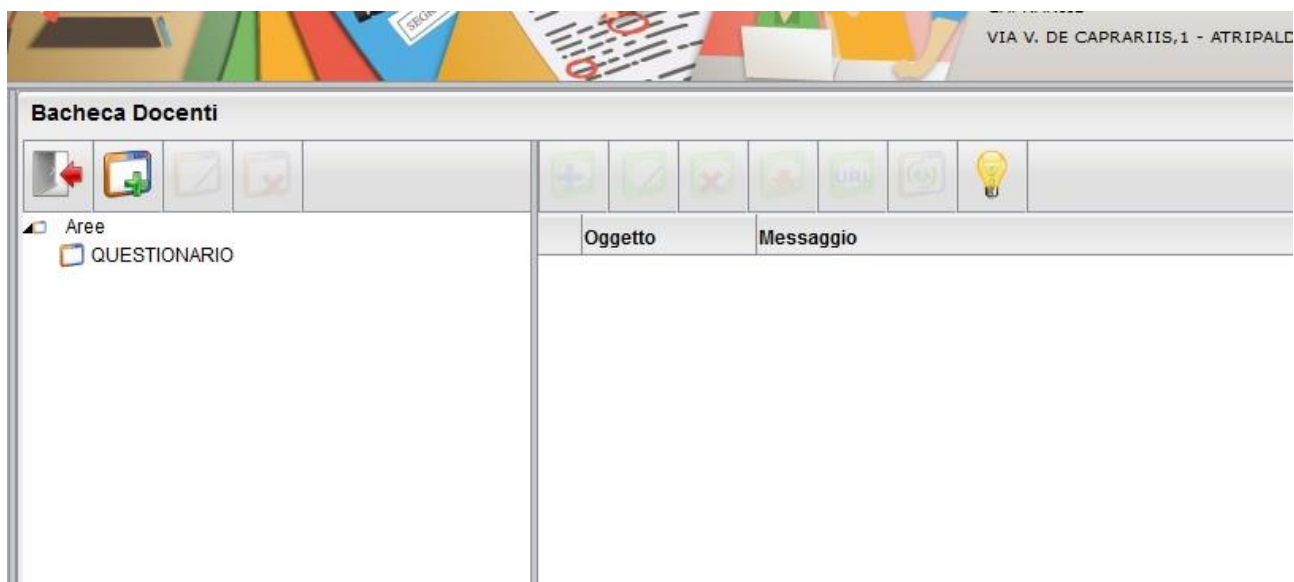 VIA V. DE CAPRARIIS,1 - ATRIPALD
Bacheca Docenti
URL
Aree
QUESTIONARIO
Oggetto Messaggio